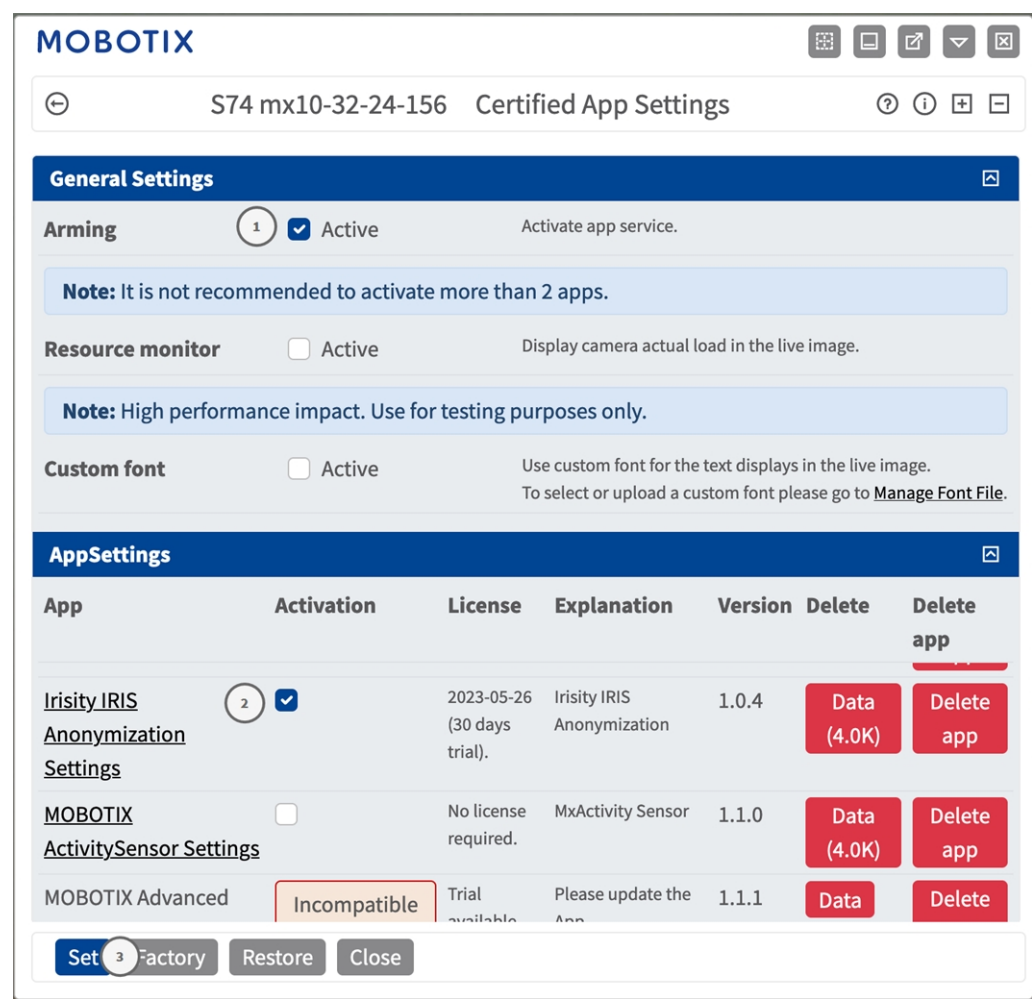 MOBOTIX
S74 mx10-32-24-156 Certified App Settings
General Settings
Arming 1 Active Activate app service.
Note: It is not recommended to activate more than 2 apps.
Resource monitor Active Display camera actual load in the live image.
Note: High performance impact. Use for testing purposes only.
Custom font Active Use custom font for the text displays in the live image.
To select or upload a custom font please go to Manage Font File.
AppSettings
App Activation License Explanation Version Delete Delete
app
Irisity IRIS 2 2023-05-26 Irisity IRIS 1.0.4 Data Delete
Anonymization (30 days Anonymization (4.0K) app
Settings trial).
MOBOTIX No license MxActivity Sensor 1.1.0 Data Delete
ActivitySensor Settings required. (4.0K) app
MOBOTIX Advanced Incompatible Trial Please update the 1.1.1 Data Delete
available App
Set 3 Factory Restore Close